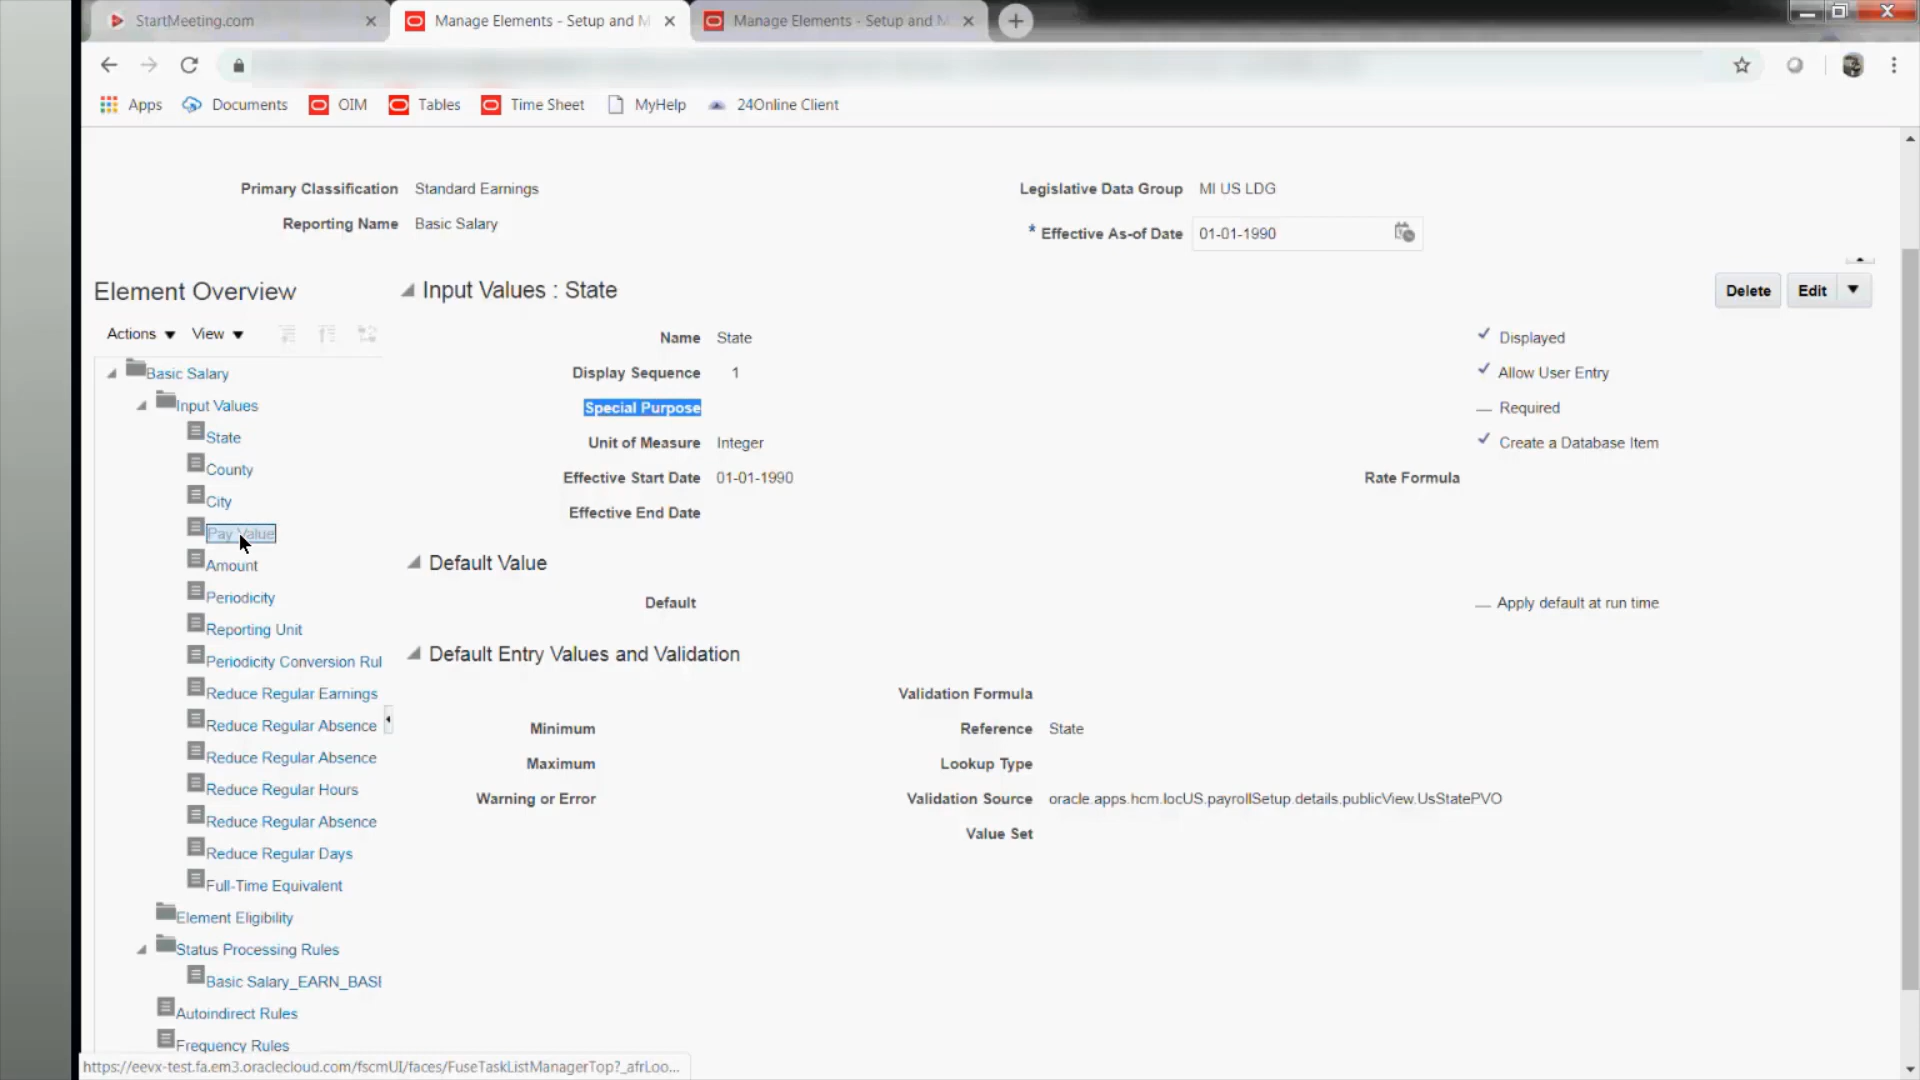 StartMeeting.com
Manage Elements - Setup and M
Manage Elements - Setup and M
Apps
Documents
OIM
Tables
Time Sheet
MyHelp
24Online Client
Primary Classification Standard Earnings
Legislative Data Group MI US LDG
Reporting Name Basic Salary
* Effective As-of Date 01-01-1990
Element Overview
Input Values : State
Delete
Edit
Actions
View
Name State
Displayed
Display Sequence 1
Allow User Entry
Special Purpose
Required
Unit of Measure Integer
Create a Database Item
Effective Start Date 01-01-1990
Rate Formula
Effective End Date
Default Value
Default
Apply default at run time
Default Entry Values and Validation
Validation Formula
Minimum
Reference State
Maximum
Lookup Type
Warning or Error
Validation Source oracle.apps.hcm.locUS.payrollSetup.details.publicView.UsStatePVO
Value Set
Basic Salary
Input Values
State
County
City
Pay Value
Amount
Periodicity
Reporting Unit
Periodicity Conversion Rul
Reduce Regular Earnings
Reduce Regular Absence
Reduce Regular Absence
Reduce Regular Hours
Reduce Regular Absence
Reduce Regular Days
Full-Time Equivalent
Element Eligibility
Status Processing Rules
Basic Salary_EARN_BASI
Autoindirect Rules
Frequency Rules
https://eevx-test.fa.em3.oraclecloud.com/fscmUI/faces/FuseTaskListManagerTop?_afrLoo...